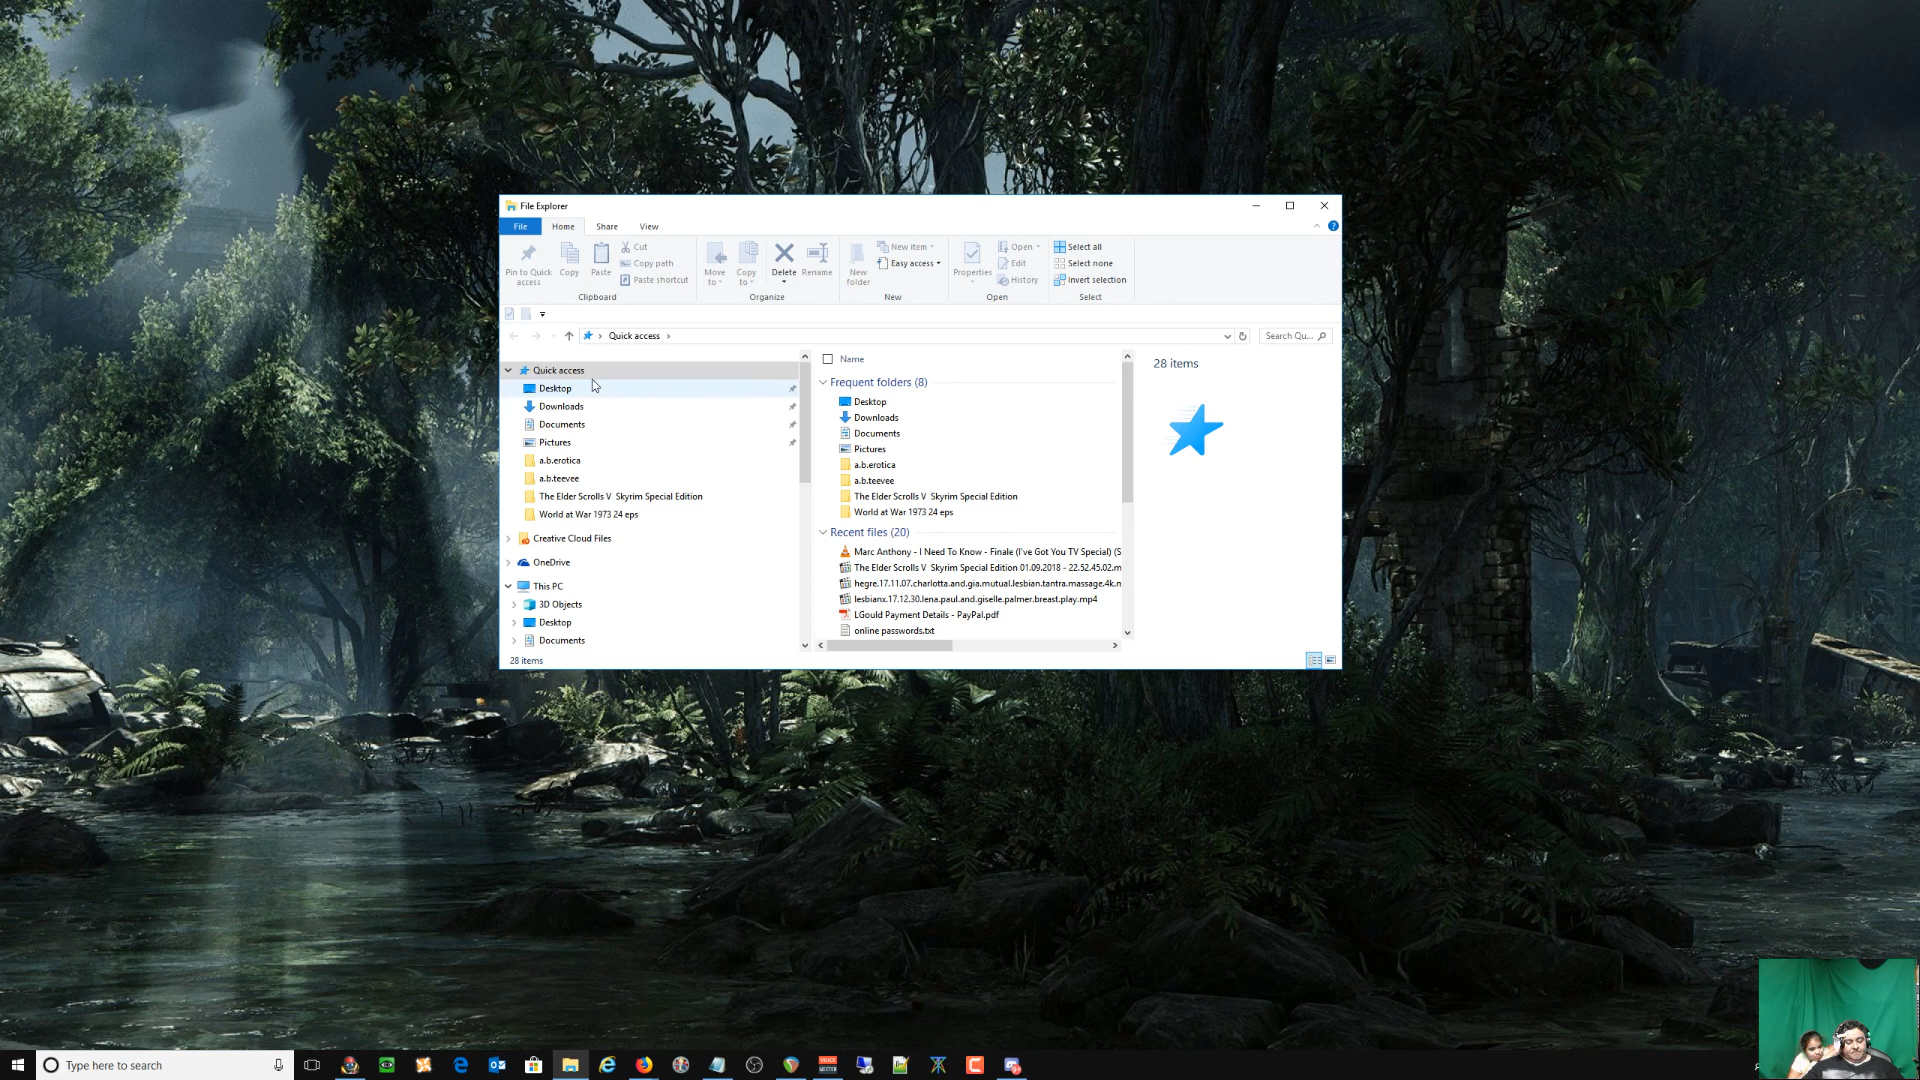 File Explorer
File Home Share View
Pin to Quick access
Copy
Paste
Cut
Copy path
Paste shortcut
Clipboard
Move to
Copy to
Delete
Rename
Organize
New folder
New item
Easy access
New
Properties
Open
Edit
History
Open
Select all
Select none
Invert selection
Select
Quick access
Search Qu...
Quick access
Desktop
Downloads
Documents
Pictures
a.b.erotica
a.b.teevee
The Elder Scrolls V Skyrim Special Edition
World at War 1973 24 eps
Creative Cloud Files
OneDrive
This PC
3D Objects
Desktop
Documents
28 items
Name
Frequent folders (8)
Desktop
Downloads
Documents
Pictures
a.b.erotica
a.b.teevee
The Elder Scrolls V Skyrim Special Edition
World at War 1973 24 eps
Recent files (20)
Marc Anthony - I Need To Know - Finale (I've Got You TV Special) (S
The Elder Scrolls V Skyrim Special Edition 01.09.2018 - 22.52.45.02.m
hegre.17.11.07.charlotta.and.gia.mutual.lesbian.tantra.massage.4k.m
lesbianx.17.12.30.lena.paul.and.giselle.palmer.breast.play.mp4
LGould Payment Details - PayPal.pdf
online passwords.txt
28 items
Type here to search